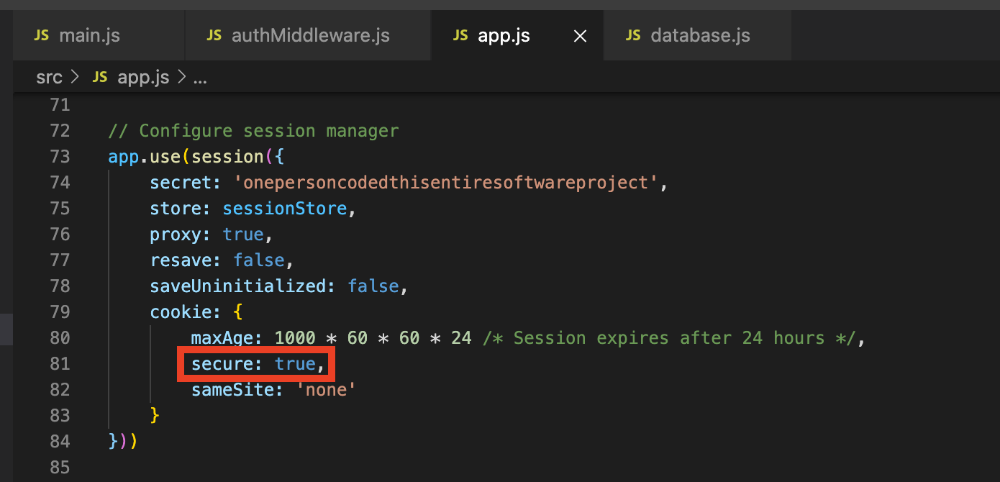 JS main.js JS authMiddleware.js JS app.js × JS database.js
src > JS app.js > ...
71
72 // Configure session manager
73 app.use(session({
74 secret: 'onepersoncodedthisentiresoftwareproject',
75 store: sessionStore,
76 proxy: true,
77 resave: false,
78 saveUninitialized: false,
79 cookie: {
80 maxAge: 1000 * 60 * 60 * 24 /* Session expires after 24 hours */,
81 secure: true,
82 sameSite: 'none'
83 }
84 }))
85